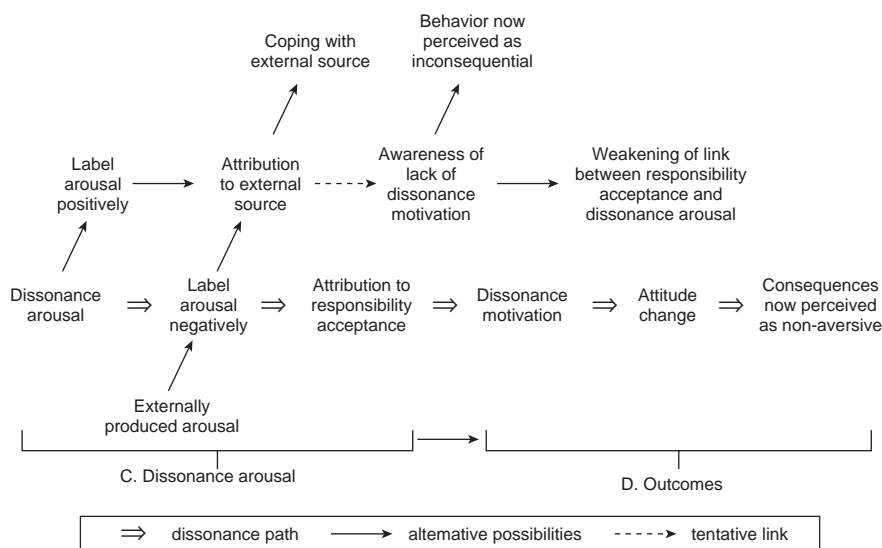 Behavior now
perceived as
inconsequential
Coping with
external source
Label
arousal
positively
Attribution
to external
source
Awareness of
lack of
dissonance
motivation
Weakening of link
between responsibility
acceptance and
dissonance arousal
Dissonance
arousal
Label
arousal
negatively
Attribution to
responsibility
acceptance
Dissonance
motivation
Attitude
change
Consequences
now perceived
as non-aversive
Externally
produced arousal
C. Dissonance arousal
D. Outcomes
⇒ dissonance path → altemative possibilities ⇢ tentative link